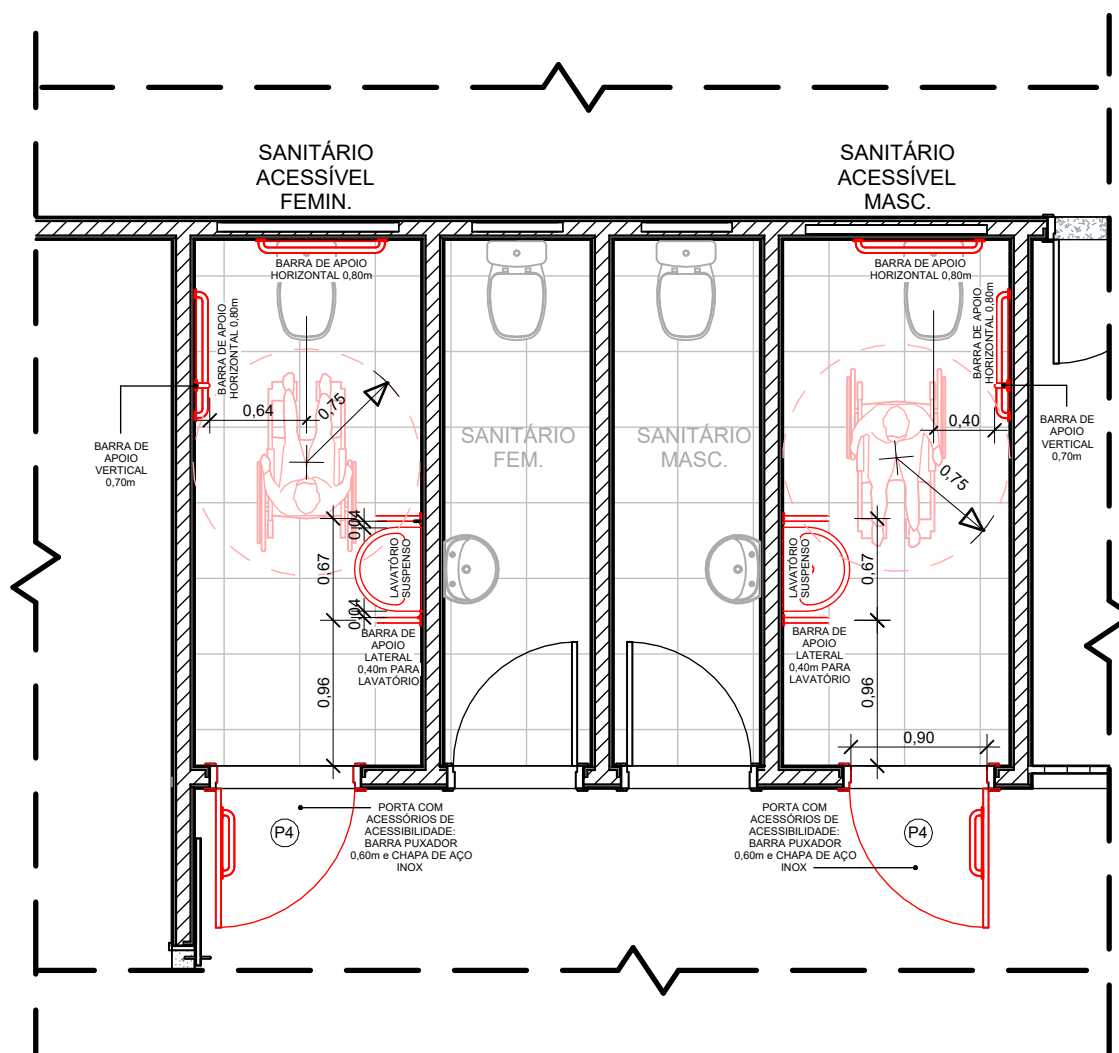 SANITÁRIO
ACESSÍVEL
FEMIN.
SANITÁRIO
ACESSÍVEL
MASC.
BARRA DE APOIO
HORIZONTAL 0,80m
BARRA DE APOIO
HORIZONTAL 0,80m
BARRA DE APOIO
HORIZONTAL 0,80m
BARRA DE APOIO
HORIZONTAL 0,80m
0,64
0,75
0,40
0,75
BARRA DE
APOIO
VERTICAL
0,70m
SANITÁRIO
FEM.
SANITÁRIO
MASC.
BARRA DE
APOIO
VERTICAL
0,70m
0,04
0,67
0,04
LAVATÓRIO
SUSPENSO
LAVATÓRIO
SUSPENSO
0,67
BARRA DE
APOIO
LATERAL
0,40m PARA
LAVATÓRIO
BARRA DE
APOIO
LATERAL
0,40m PARA
LAVATÓRIO
0,96
0,96
0,90
P4
PORTA COM
ACESSÓRIOS DE
ACESSIBILIDADE:
BARRA PUXADOR
0,60m e CHAPA DE AÇO
INOX
PORTA COM
ACESSÓRIOS DE
ACESSIBILIDADE:
BARRA PUXADOR
0,60m e CHAPA DE AÇO
INOX
P4